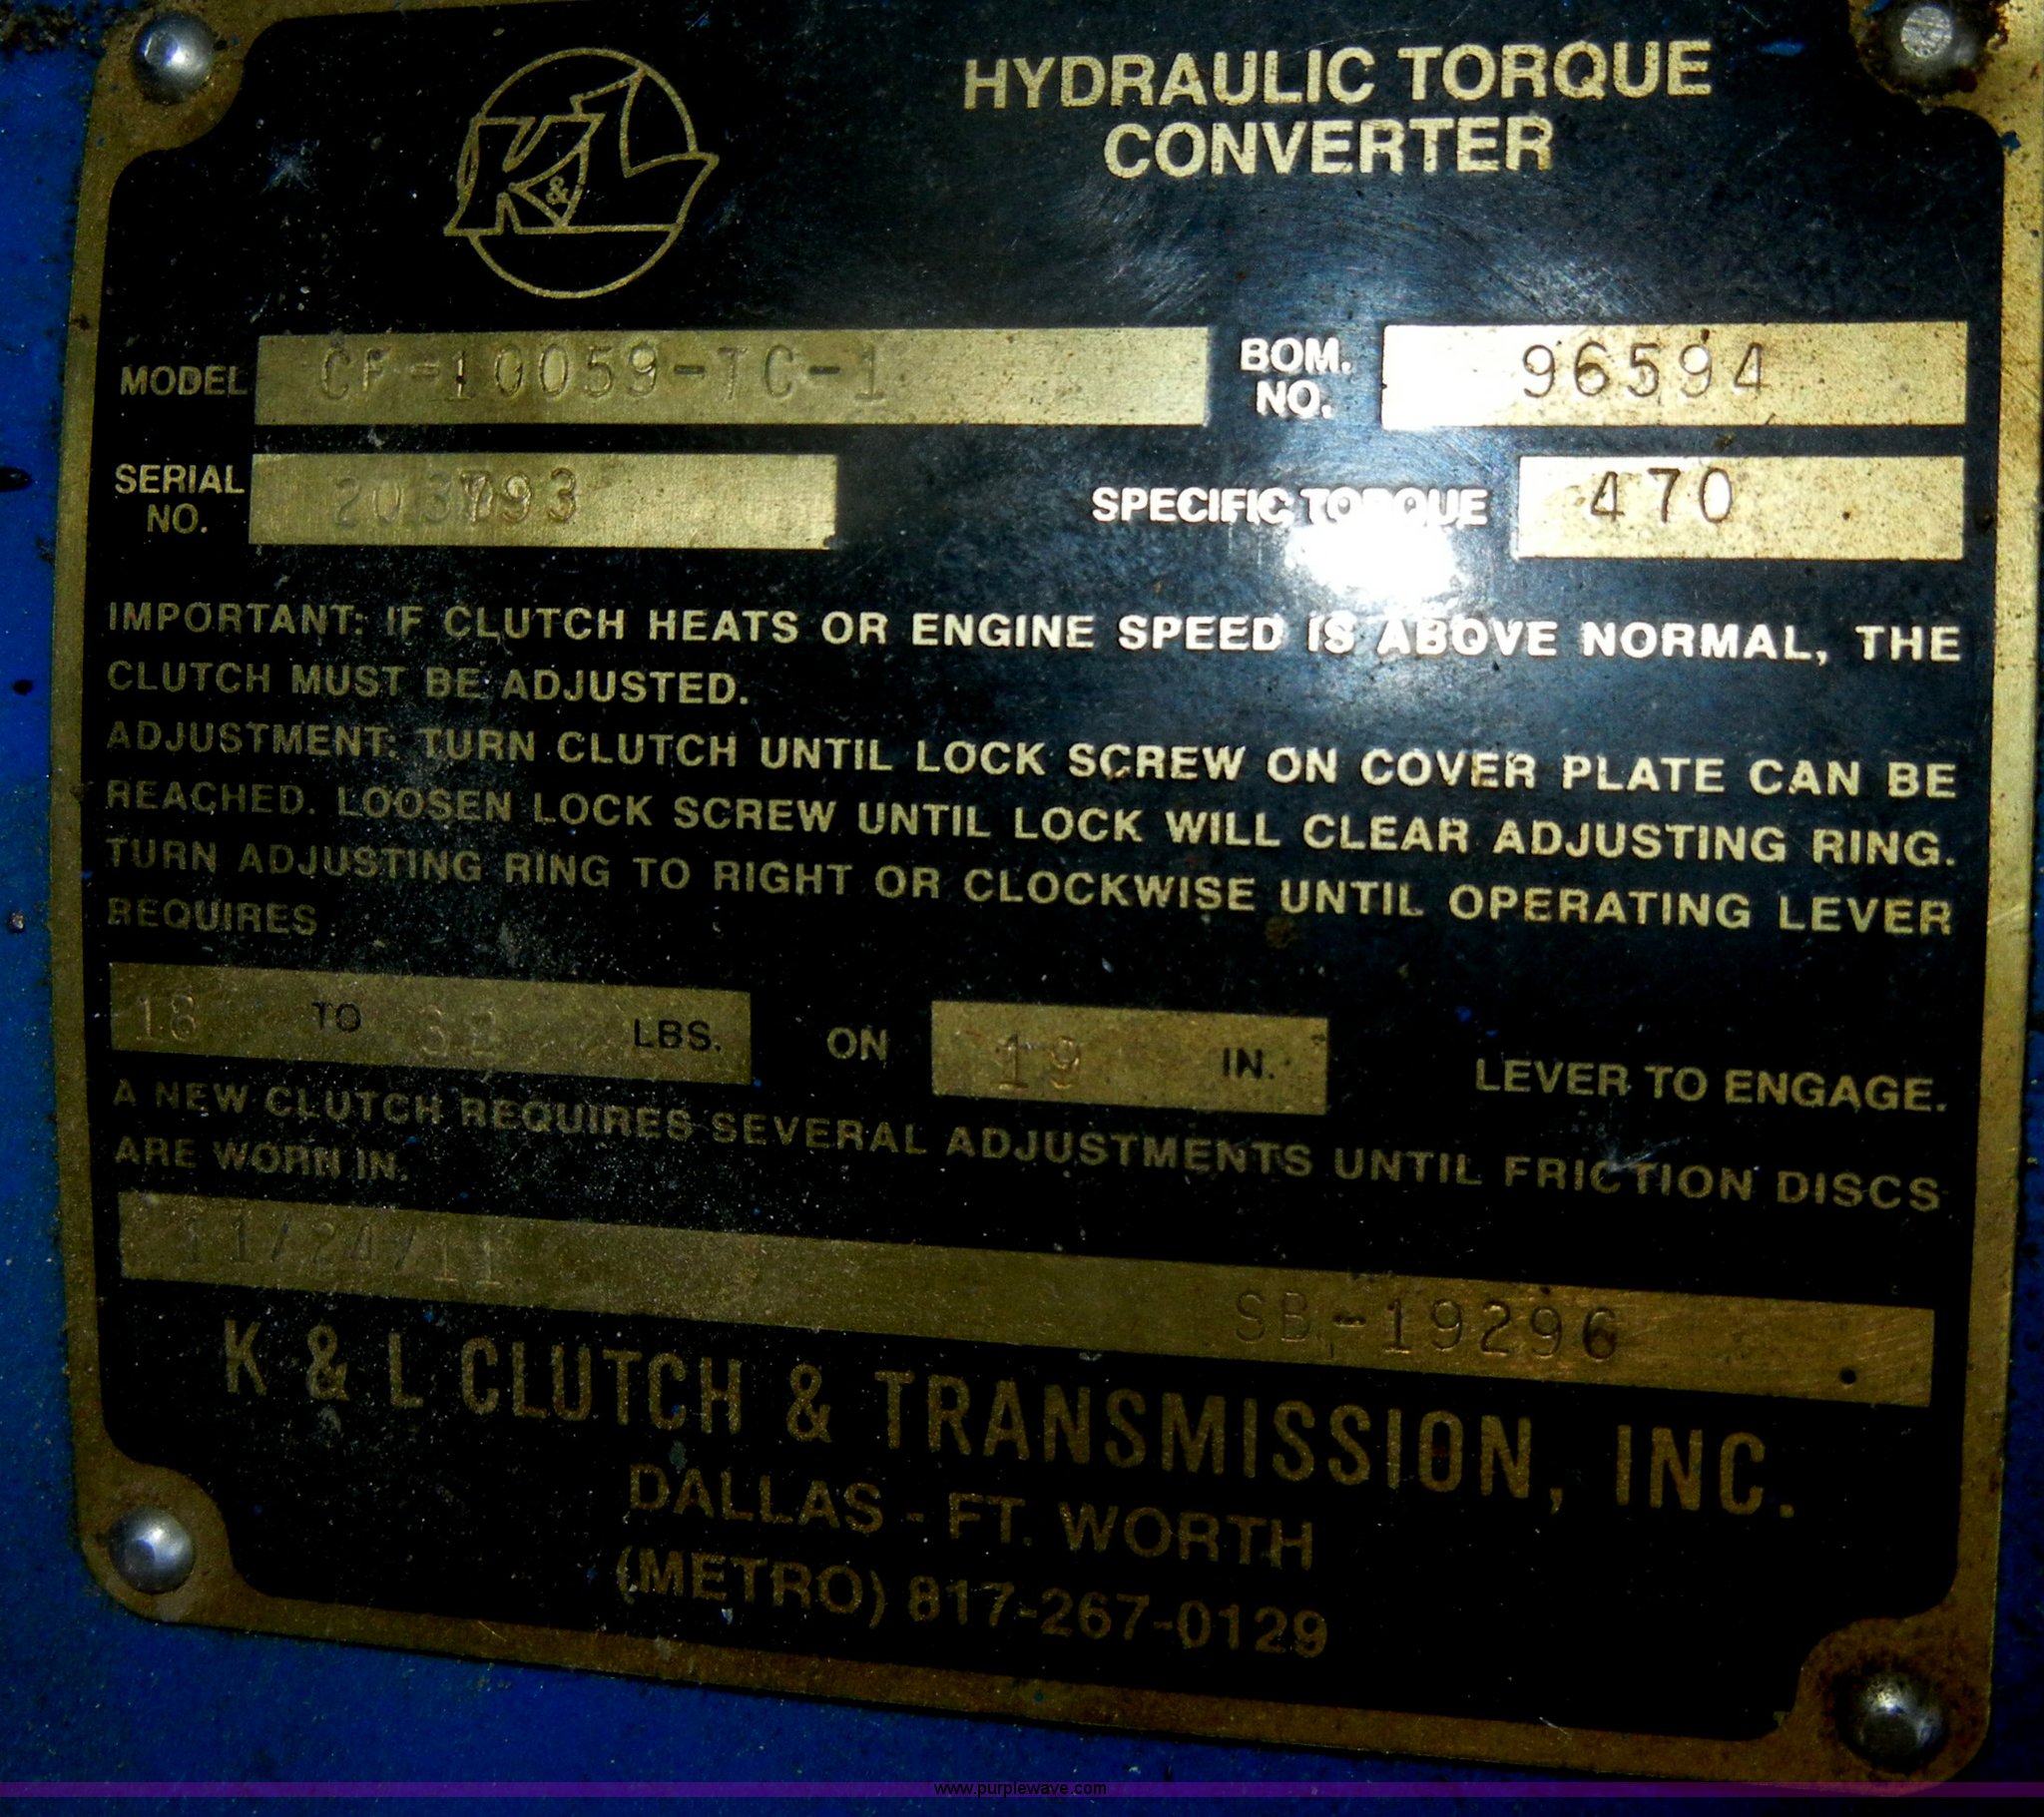 K&L
HYDRAULIC TORQUE
CONVERTER
MODEL CF-10059-TC-1
BOM. NO. 96594
SERIAL NO.
SPECIFIC TORQUE 470
IMPORTANT: IF CLUTCH HEATS OR ENGINE SPEED IS ABOVE NORMAL, THE
CLUTCH MUST BE ADJUSTED.
ADJUSTMENT: TURN CLUTCH UNTIL LOCK SCREW ON COVER PLATE CAN BE
REACHED. LOOSEN LOCK SCREW UNTIL LOCK WILL CLEAR ADJUSTING RING.
TURN ADJUSTING RING TO RIGHT OR CLOCKWISE UNTIL OPERATING LEVER
REQUIRES
18 TO LBS. ON 19 IN. LEVER TO ENGAGE.
A NEW CLUTCH REQUIRES SEVERAL ADJUSTMENTS UNTIL FRICTION DISCS
ARE WORN IN.
11/24/11 SB-19296
K & L CLUTCH & TRANSMISSION, INC.
DALLAS - FT. WORTH
(METRO) 817-267-0129
www.purplewave.com